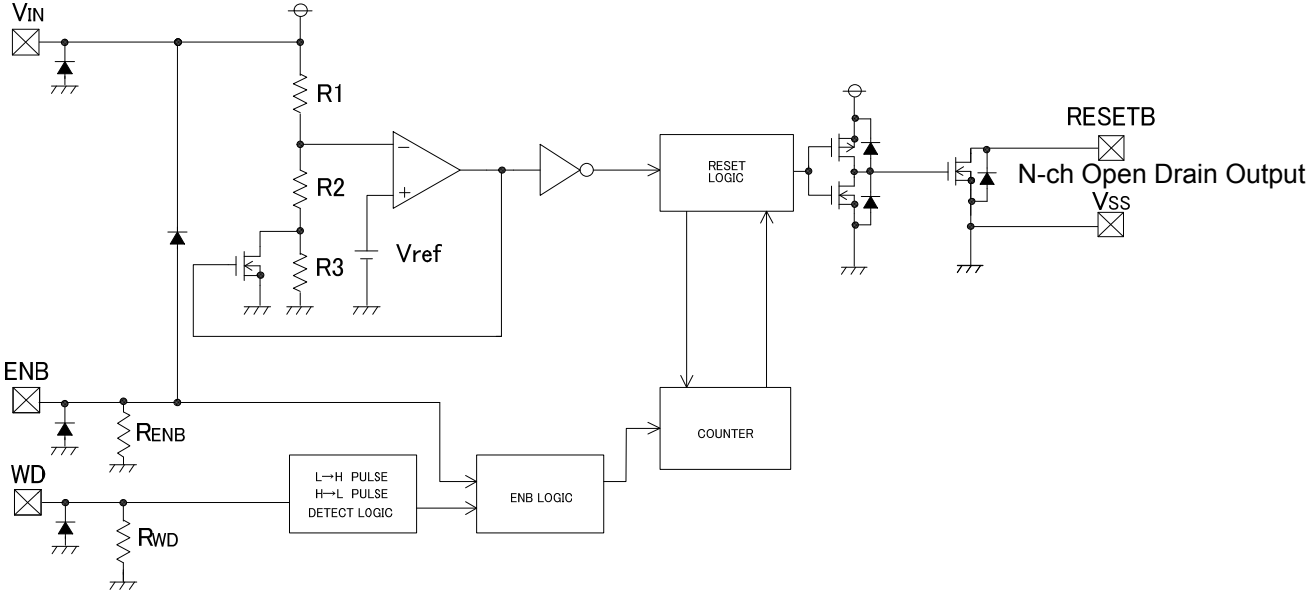 VIN
R1
R2
R3
Vref
−
+
RESET
LOGIC
RESETB
N-ch Open Drain Output
VSS
ENB
RENB
WD
RWD
L→H PULSE
H→L PULSE
DETECT LOGIC
ENB LOGIC
COUNTER